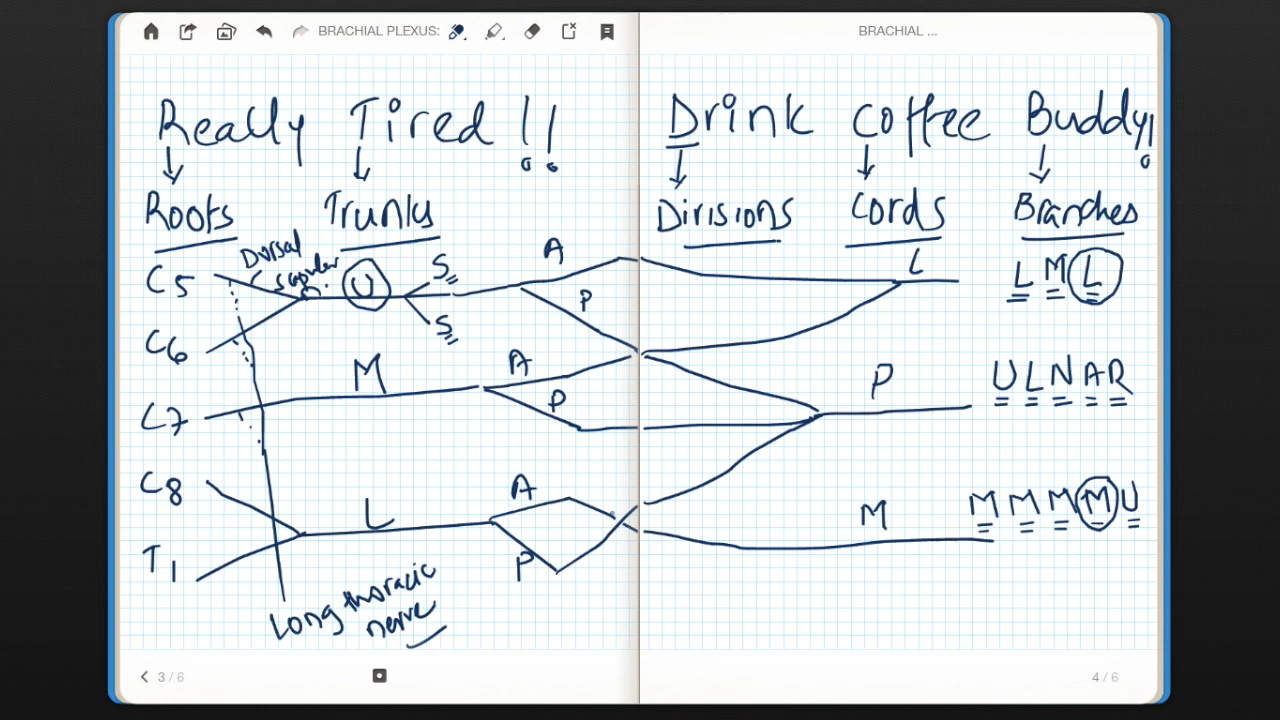 BRACHIAL PLEXUS:
BRACHIAL ...
Really Tired !!
Drink Coffee Buddy!
Roots Trunks
Divisions Cords Branches
Dorsal
scapular
n.
C5
U
S
S
A
P
L
L M L
C6
M
A
P
P
U L N A R
C7
C8
L
A
P
M
M M M M U
T1
Long thoracic
nerve
3 / 6
4 / 6